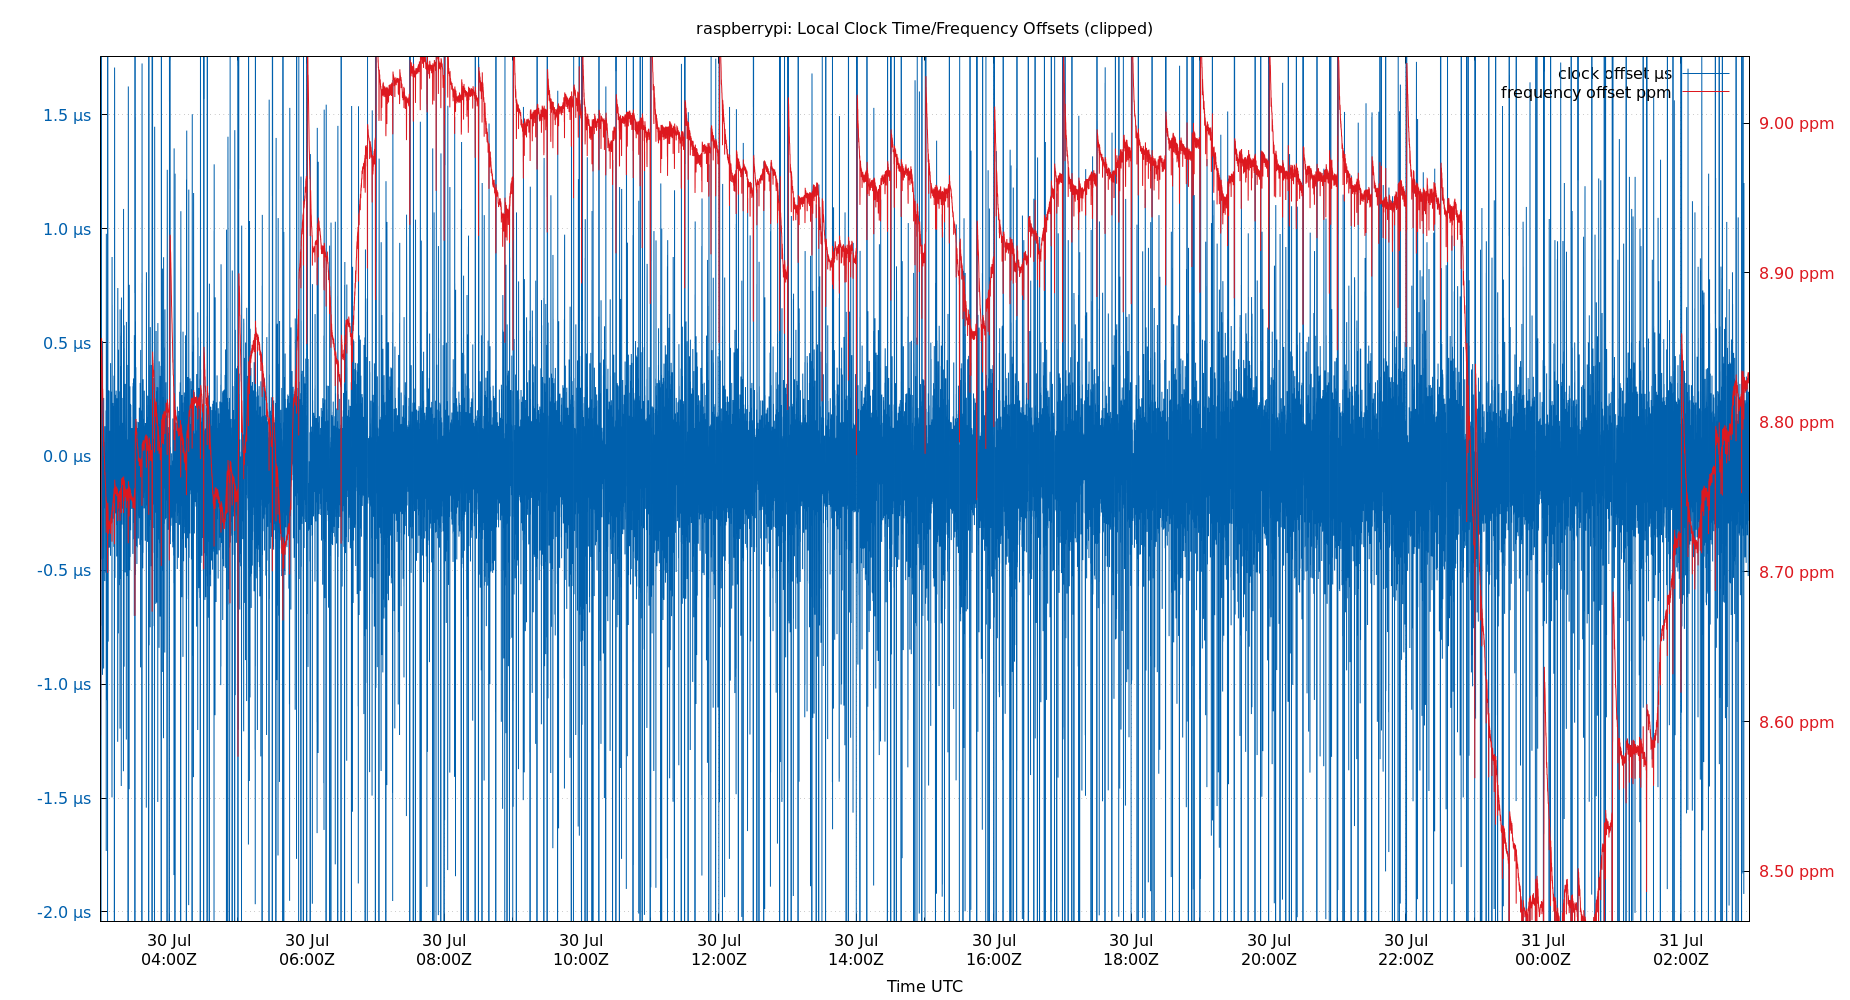 raspberrypi: Local Clock Time/Frequency Offsets (clipped)
clock offset µs
frequency offset ppm
1.5 µs
1.0 µs
0.5 µs
0.0 µs
-0.5 µs
-1.0 µs
-1.5 µs
-2.0 µs
9.00 ppm
8.90 ppm
8.80 ppm
8.70 ppm
8.60 ppm
8.50 ppm
30 Jul 30 Jul 30 Jul 30 Jul 30 Jul 30 Jul 30 Jul 30 Jul 30 Jul 30 Jul 31 Jul 31 Jul
04:00Z 06:00Z 08:00Z 10:00Z 12:00Z 14:00Z 16:00Z 18:00Z 20:00Z 22:00Z 00:00Z 02:00Z
Time UTC